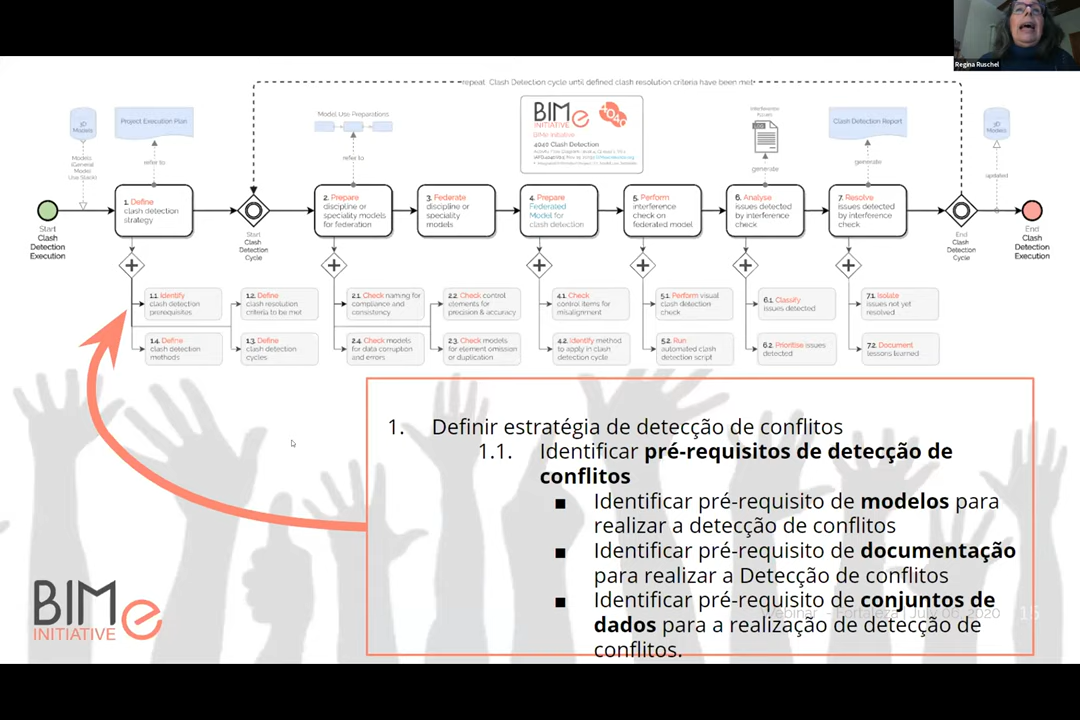 Regina Ruschel
repeat Clash Detection cycle until defined clash resolution criteria have been met
3D
Models
Project Execution Plan
Model Use Preparations
BIMe
INITIATIVE
BIMe Initiative
4040 Clash Detection
Interference
Issues
Clash Detection Report
3D
Models
Models
(General
Model
Use Stack)
refer to
refer to
generate
generate
updated
1. Define
clash detection
strategy
2. Prepare
discipline or
speciality models
for federation
3. Federate
discipline or
speciality
models
4. Prepare
Federated
Model for
clash detection
5. Perform
interference
check on
federated model
6. Analyse
issues detected
by interference
check
7. Resolve
issues detected
by interference
check
Start
Clash
Detection
Execution
Start
Clash
Detection
Cycle
End
Clash
Detection
Cycle
End
Clash
Detection
Execution
1.1. Identify
clash detection
prerequisites
1.2. Define
clash resolution
criteria to be met
2.1. Check naming for
compliance and
consistency.
2.2. Check control
elements for
precision & accuracy
4.1. Check
control items for
misalignment
5.1. Perform visual
clash detection
check
6.1. Classify
issues detected
7.1. Isolate
issues not yet
resolved
1.4. Define
clash detection
methods
1.3. Define
clash detection
cycles
2.4. Check models
for data corruption
and errors
2.3. Check models
for element omission
or duplication
4.2. Identify method
to apply in clash
detection cycle
5.2. Run
automated clash
detection script
6.2. Prioritise issues
detected
7.2. Document
lessons learned
1. Definir estratégia de detecção de conflitos
1.1. Identificar pré-requisitos de detecção de
conflitos
■ Identificar pré-requisito de modelos para
realizar a detecção de conflitos
■ Identificar pré-requisito de documentação
para realizar a Detecção de conflitos
■ Identificar pré-requisito de conjuntos de
dados para a realização de detecção de
conflitos.
Webinar - Fortaleza | July 06, 2020 15
BIMe
INITIATIVE